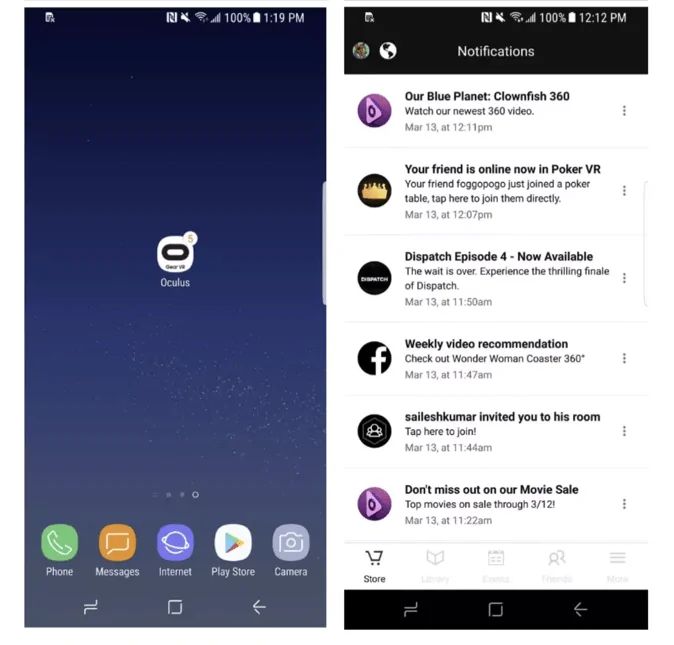 100% 1:19 PM
5
Gear VR
Oculus
Phone
Messages
Internet
Play Store
Camera
100% 12:12 PM
Notifications
Our Blue Planet: Clownfish 360
Watch our newest 360 video.
Mar 13, at 12:11pm
Your friend is online now in Poker VR
Your friend foggopogo just joined a poker
table, tap here to join them directly.
Mar 13, at 12:07pm
Dispatch Episode 4 - Now Available
DISPATCH
The wait is over. Experience the thrilling finale
of Dispatch.
Mar 13, at 11:50am
Weekly video recommendation
Check out Wonder Woman Coaster 360°
Mar 13, at 11:47am
saileshkumar invited you to his room
Tap here to join!
Mar 13, at 11:44am
Don't miss out on our Movie Sale
Top movies on sale through 3/12!
Mar 13, at 11:22am
Store
Library
Events
Friends
More